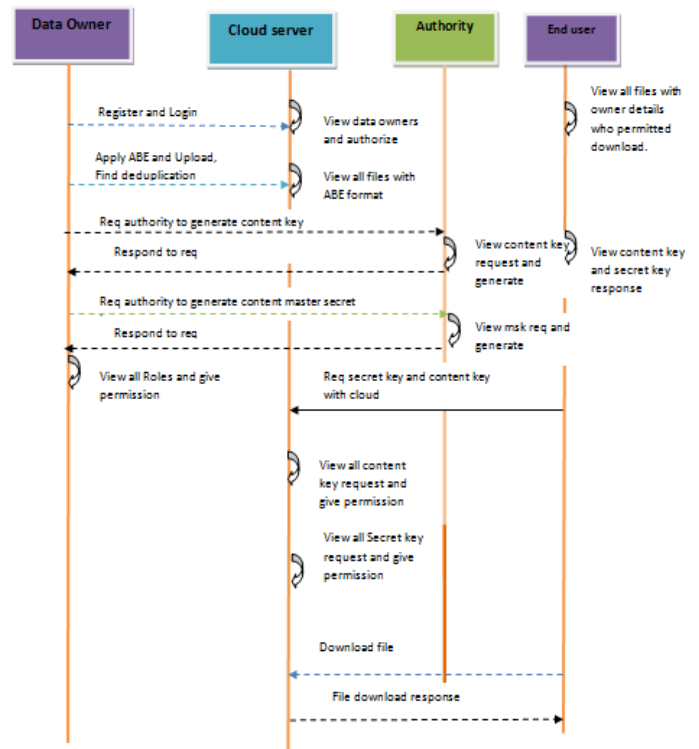 Data Owner
Cloud server
Authority
End user
View all files with
owner details
who permitted
download.
Register and Login
View data owners
and authorize
Apply ABE and Upload,
Find deduplication
View all files with
ABE format
Req authority to generate content key
Respond to req
View content key
request and
generate
View content key
and secret key
response
Req authority to generate content master secret
Respond to req
View msk req and
generate
View all Roles and give
permission
Req secret key and content key
with cloud
View all content
key request and
give permission
View all Secret key
request and give
permission
Download file
File download response